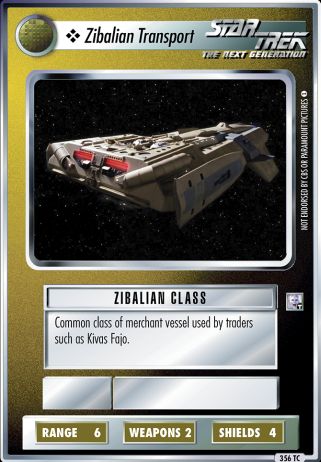 ❖ Zibalian Transport
STAR TREK
THE NEXT GENERATION
NOT ENDORSED BY CBS OR PARAMOUNT PICTURES
ZIBALIAN CLASS
Common class of merchant vessel used by traders
such as Kivas Fajo.
RANGE 6 WEAPONS 2 SHIELDS 4
356 TC